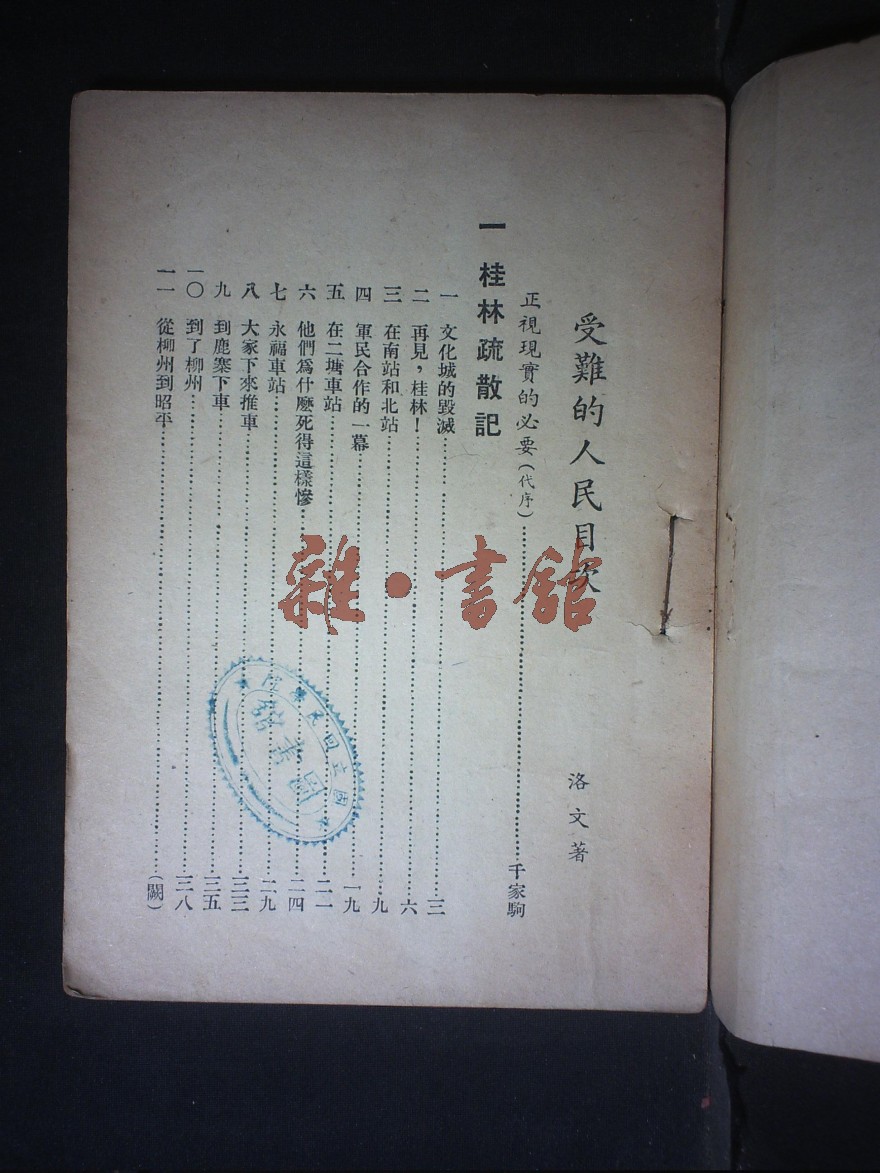 受難的人民目次
洛文著
正視現實的必要(代序)………千家駒
一 桂林疏散記
一 文化城的毀滅………三
二 再見,桂林!………六
三 在南站和北站………九
四 軍民合作的一幕………一九
五 在二塘車站………二一
六 他們爲什麼死得這樣慘………二四
七 永福車站………二九
八 大家下來推車………三三
九 到鹿寨下車………三五
一〇 到了柳州………三八
一一 從柳州到昭平………(闕)
雜·書館
圖書館